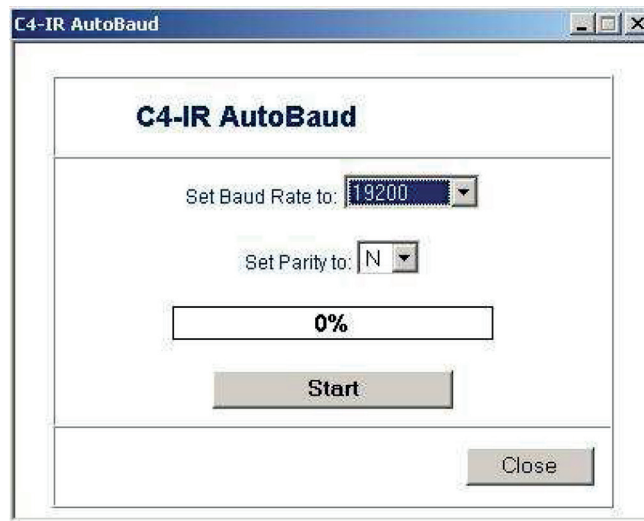 C4-IR AutoBaud
C4-IR AutoBaud
Set Baud Rate to: 19200
Set Parity to: N
0%
Start
Close